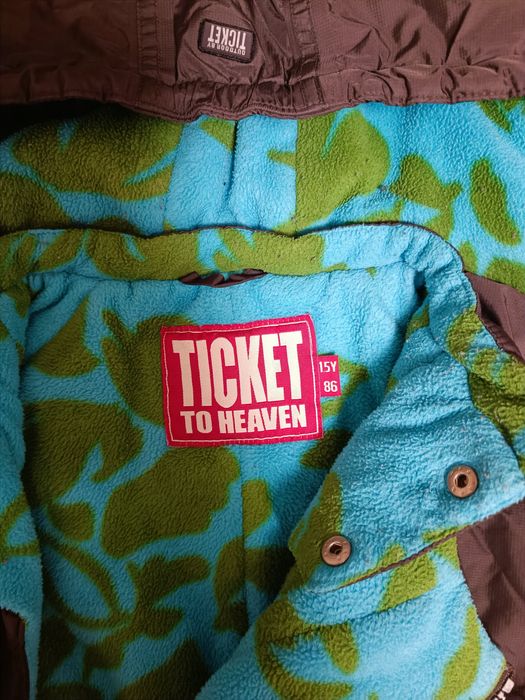 OUTDOOR BY
TICKET
TICKET
TO HEAVEN
1.5Y
86